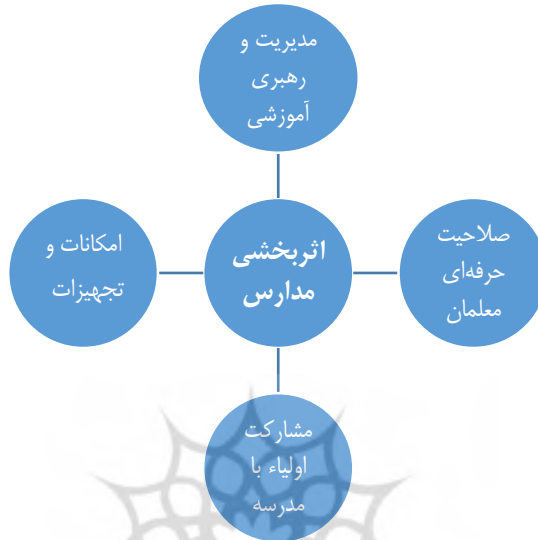 مدیریت و
رهبری
آموزشی
صلاحیت
حرفه‌ای
معلمان
اثربخشی
مدارس
امکانات و
تجهیزات
مشارکت
اولیاء با
مدرسه